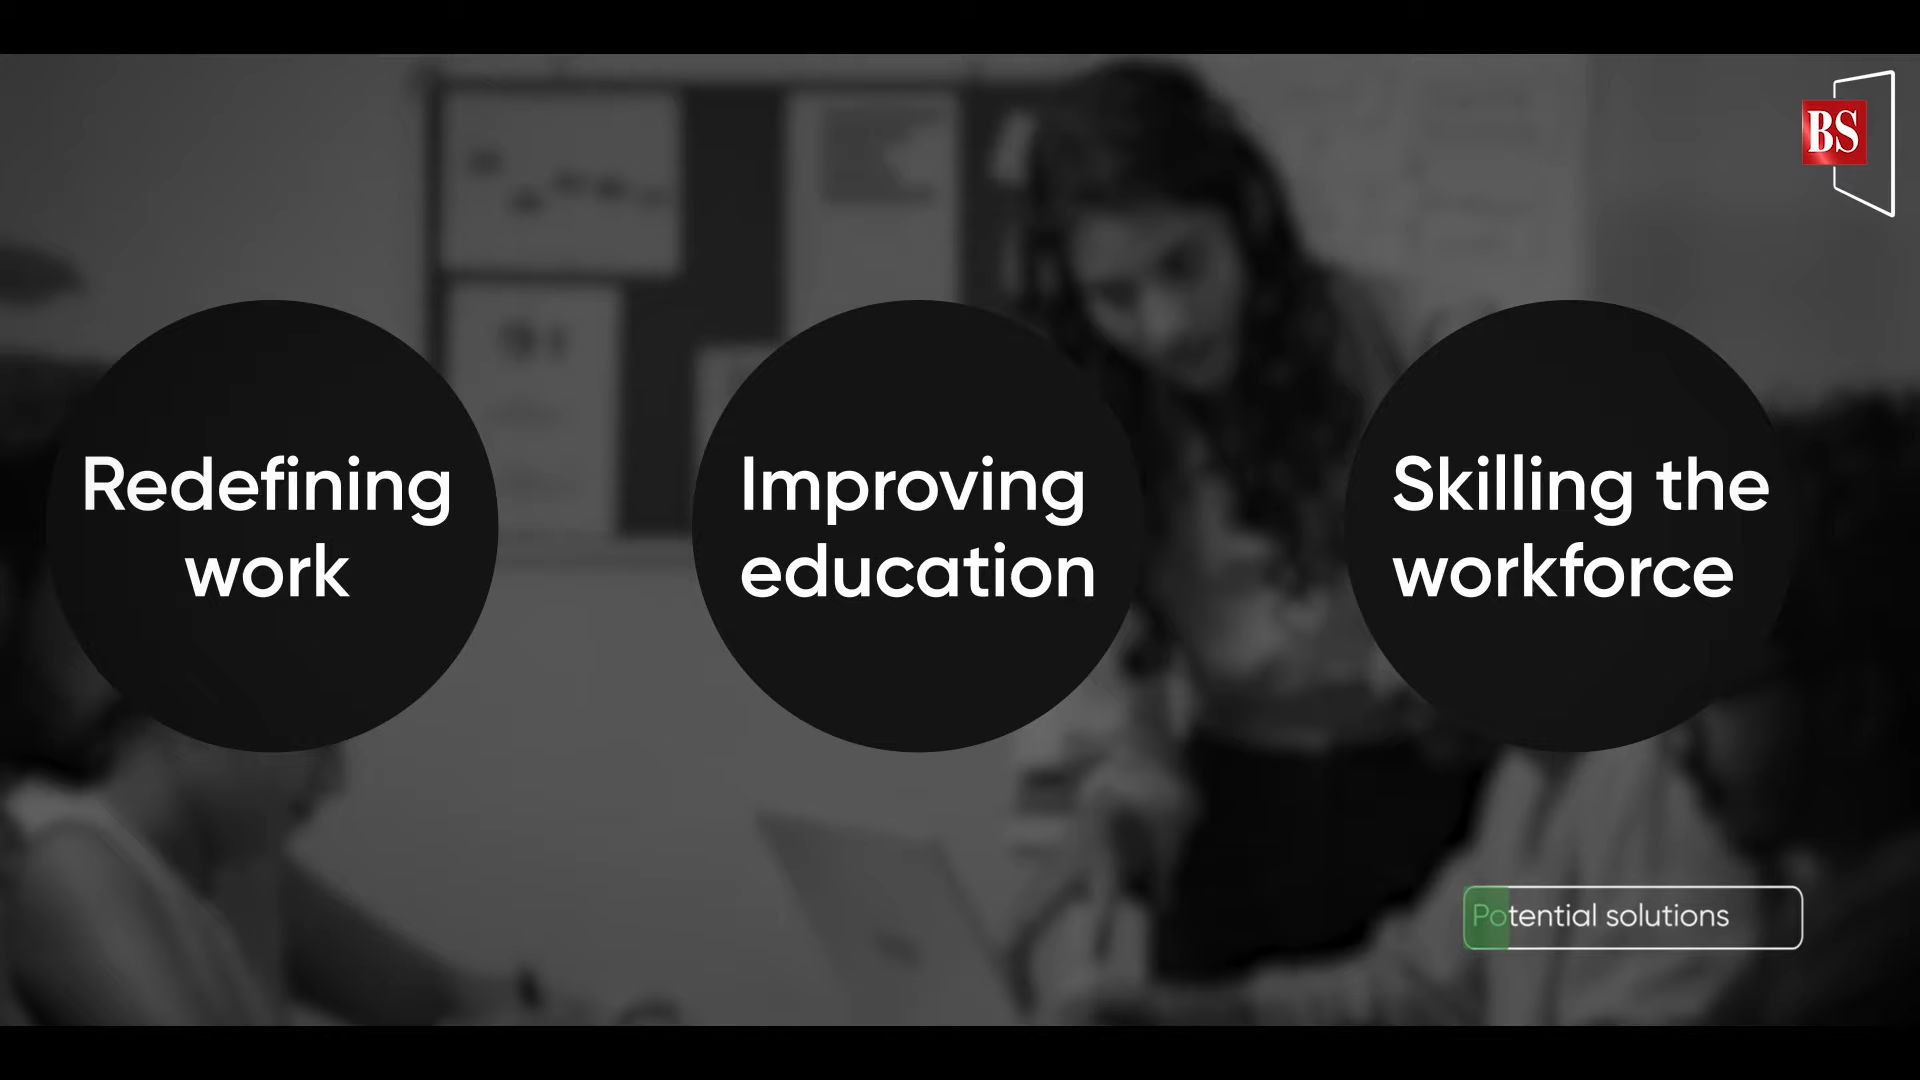 BS
Redefining
work
Improving
education
Skilling the
workforce
Potential solutions